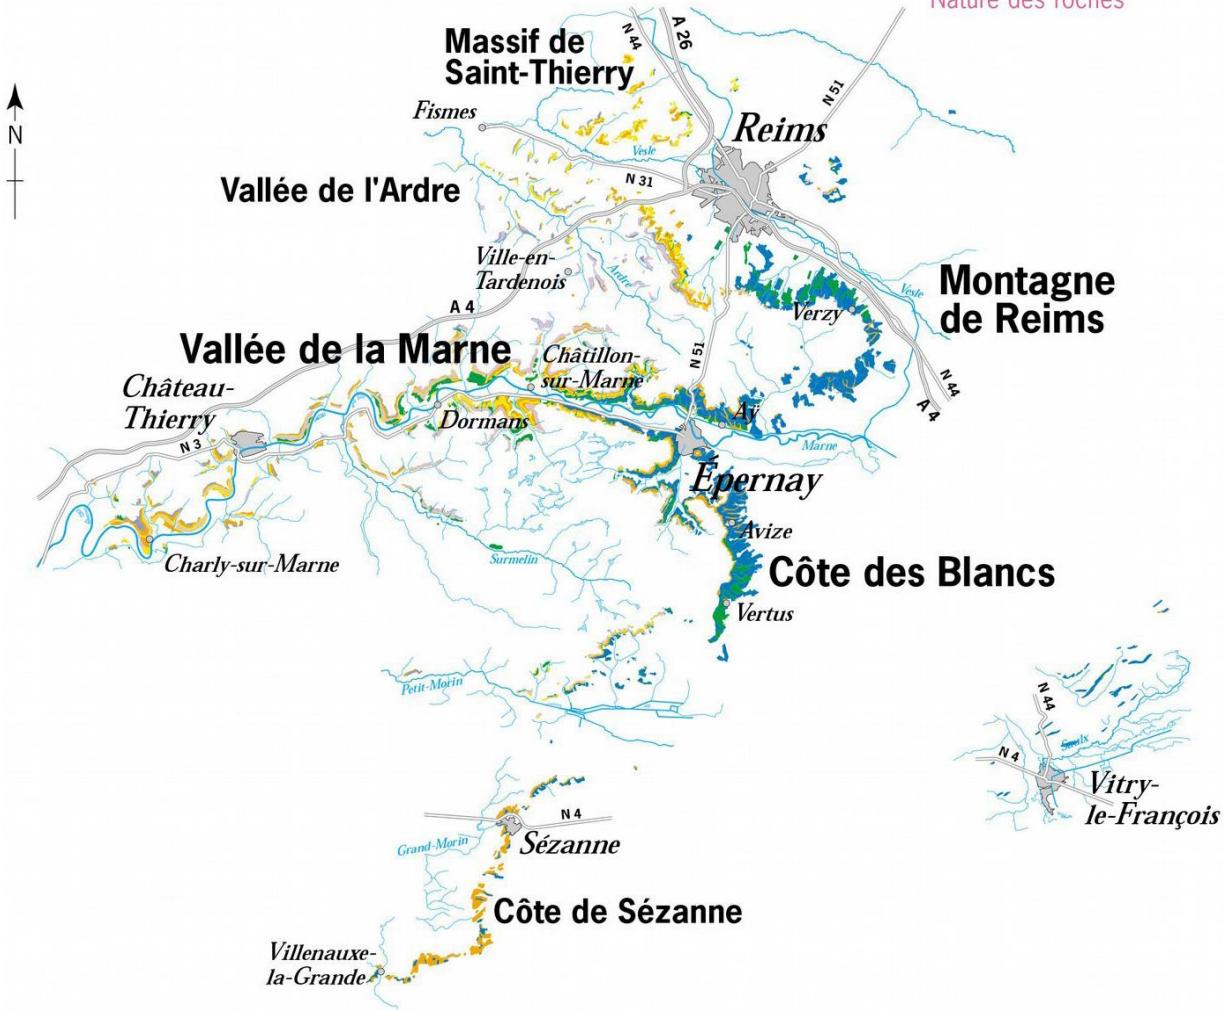 Nature des roches
Massif de
Saint-Thierry
N 44
A 26
N 51
Fismes
Reims
Vesle
N 31
Vallée de l'Ardre
Ville-en-
Tardenois
Ardre
Montagne
de Reims
Vesle
Verzy
A 4
Vallée de la Marne
Châtillon-
sur-Marne
N 51
N 44
A 4
Château-
Thierry
Dormans
Aÿ
N 3
Marne
Épernay
Avize
Charly-sur-Marne
Surmelin
Côte des Blancs
Vertus
Petit-Morin
N 44
Saulx
N 4
Vitry-
le-François
N 4
Grand-Morin
Sézanne
Côte de Sézanne
Villenauxe-
la-Grande
N